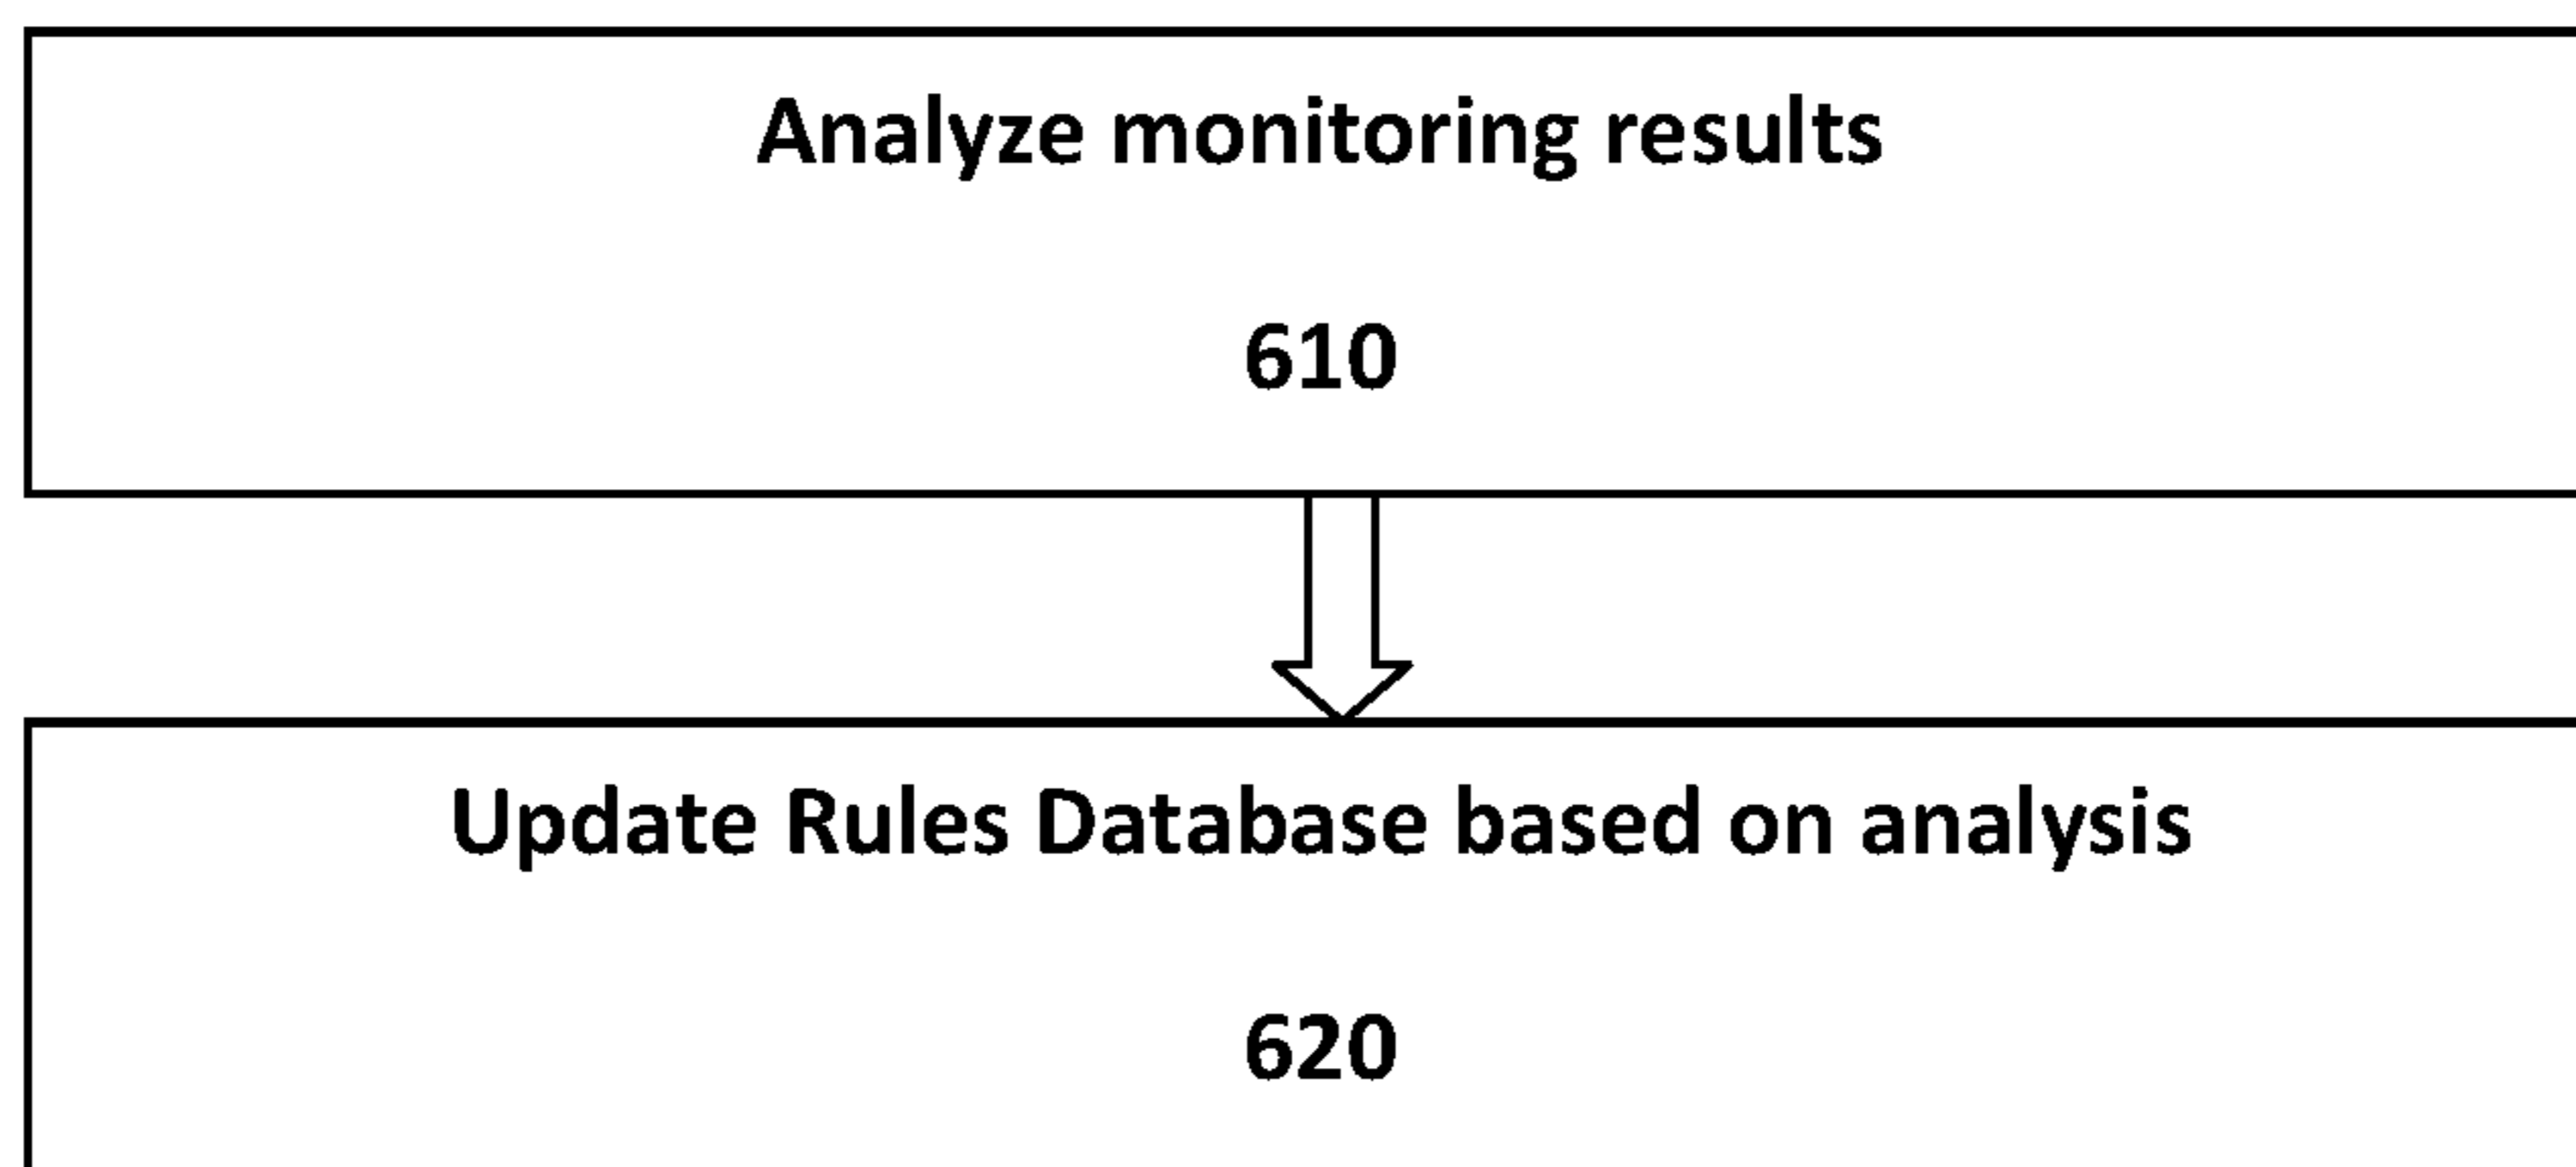 Analyze monitoring results
610
Update Rules Database based on analysis
620